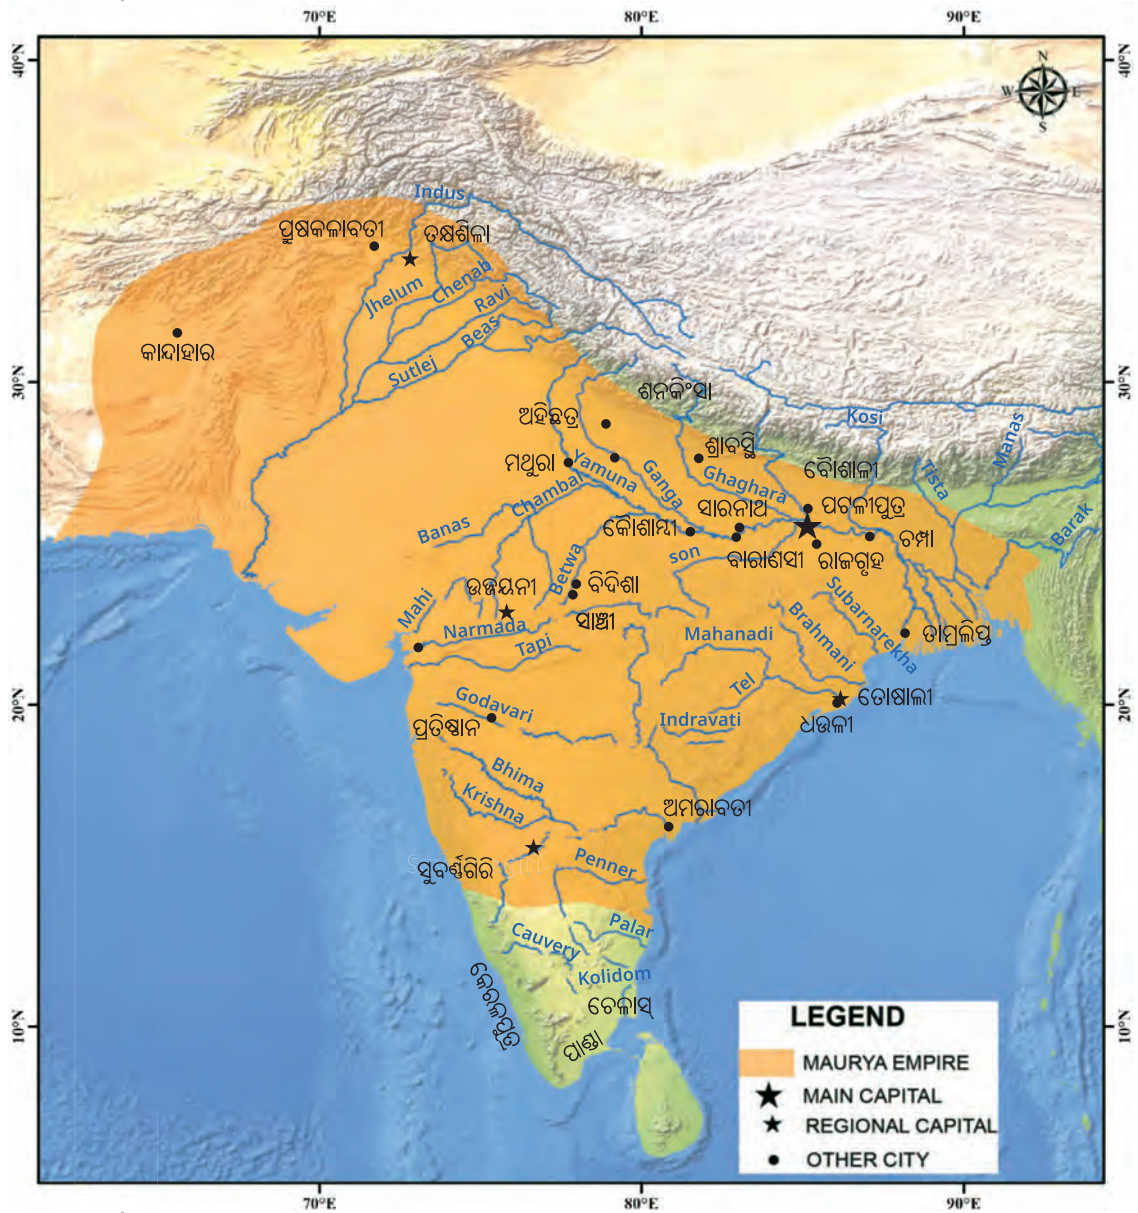 70°E 80°E 90°E
40°N 40°N
N
W E
S
Indus
ପୁରୁଷକଳାବତୀ
ତକ୍ଷଶିଳା
Chenab
Jhelum
Ravi
Beas
କାନ୍ଦାହାର
Sutlej
30°N 30°N
ଶନକିଂସା
ଅହିଛତ୍ର
Kosi
Manas
ଶ୍ରାବସ୍ଥି
ମଥୁରା
Yamuna
Ganga
Ghaghara
ବୈାଶାଳୀ
Tista
Chambal
ସାରନାଥ
ପଟଳୀପୁତ୍ର
Banas
କୌଶାମ୍ବୀ
ଚମ୍ପା
Barak
son
ବାରାଣସୀ
ରାଜଗୃହ
Betwa
ଉଜ୍ଜୟନୀ
ବିଦିଶା
Mahi
ସାଞ୍ଚୀ
Subarnarekha
Brahmani
Narmada
Mahanadi
ତାମ୍ରଲିପ୍ତ
Tapi
Tel
20°N 20°N
ତୋଷାଳୀ
Godavari
Indravati
ଧଉଳୀ
ପ୍ରତିଷ୍ଠାନ
Bhima
Krishna
ଅମରାବତୀ
ସୁବର୍ଣ୍ଣଗିରି
Penner
Palar
Cauvery
Kolidom
କେରଳପୁତ୍ର
ଚେଳାସ୍
ପାଣ୍ଡା
10°N 10°N
LEGEND
MAURYA EMPIRE
MAIN CAPITAL
REGIONAL CAPITAL
OTHER CITY
70°E 80°E 90°E